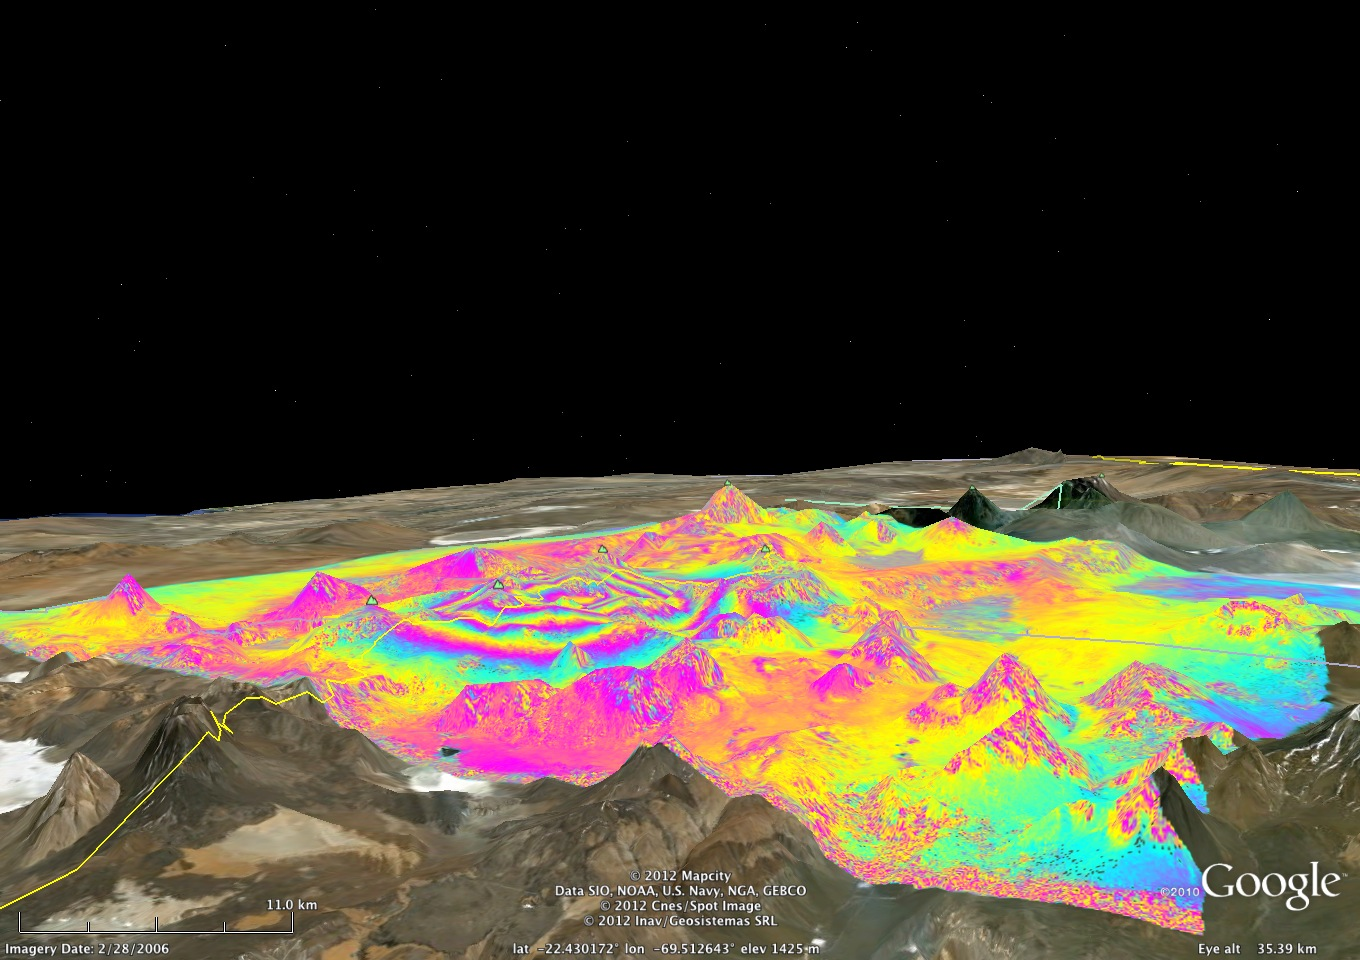 © 2012 Mapcity
Data SIO, NOAA, U.S. Navy, NGA, GEBCO
© 2012 Cnes/Spot Image
© 2012 Inav/Geosistemas SRL
©2010 Google™
11.0 km
Imagery Date: 2/28/2006
lat -22.430172° lon -69.512643° elev 1425 m
Eye alt 35.39 km